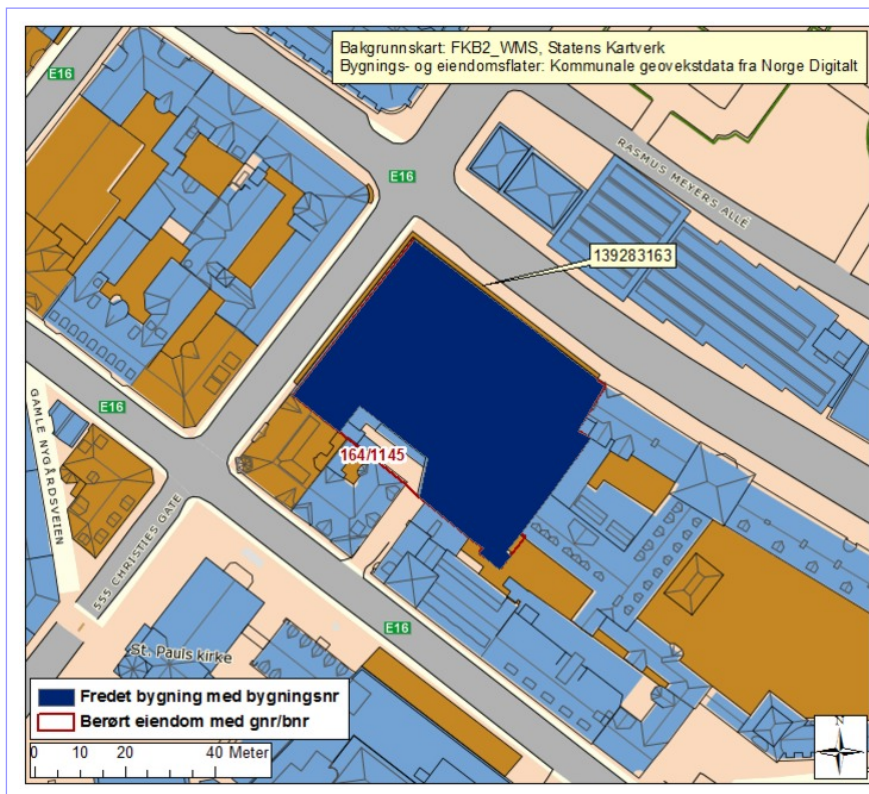 Bakgrunnskart: FKB2_WMS, Statens Kartverk
Bygnings- og eiendomsflater: Kommunale geovekstdata fra Norge Digitalt
E16
RASMUS MEYERS ALLÉ
E16
139283163
E16
GAMLE NYGÅRDSVEIEN
164/1145
555 CHRISTIES GATE
E16
St. Pauls kirke
Fredet bygning med bygningsnr
Berørt eiendom med gnr/bnr
0 10 20 40 Meter
N